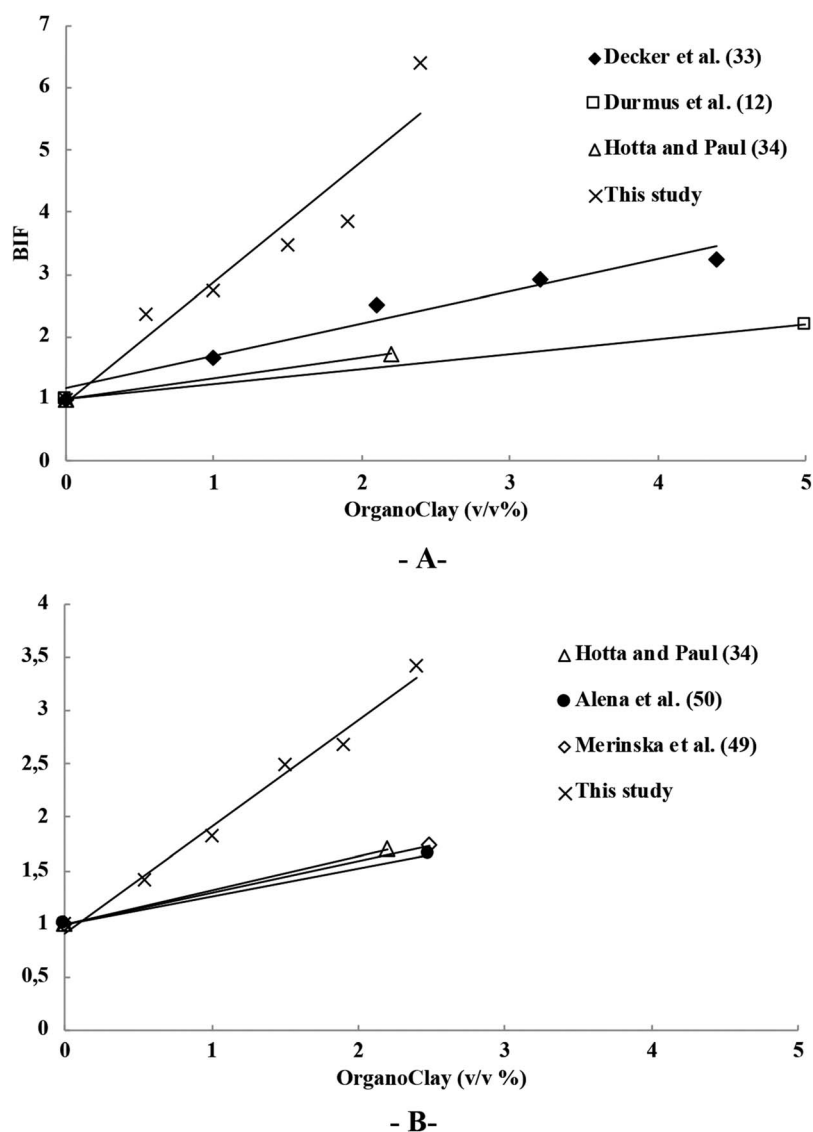 7
6
5
4
3
2
1
0
BIF
Decker et al. (33)
Durmus et al. (12)
Hotta and Paul (34)
This study
0 1 2 3 4 5
OrganoClay (v/v%)
- A-
4
3,5
3
2,5
2
1,5
1
0,5
0
Hotta and Paul (34)
Alena et al. (50)
Merinska et al. (49)
This study
0 1 2 3 4 5
OrganoClay (v/v %)
- B-